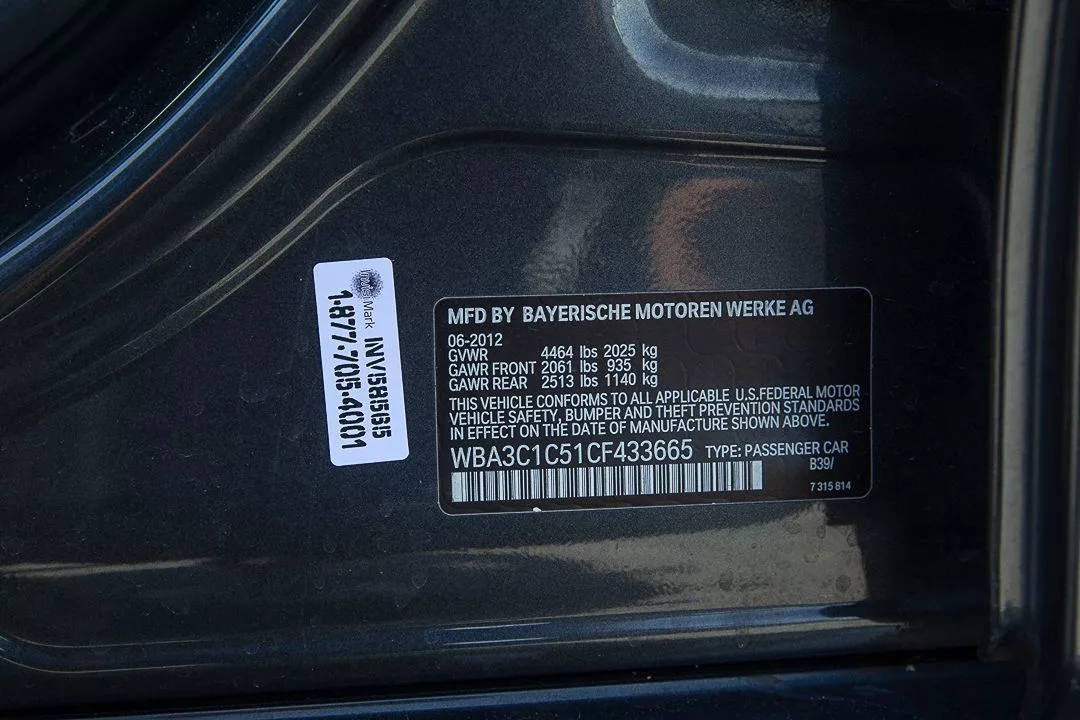 InVisi Mark
1-877-705-4001
INV5815I3I5
MFD BY BAYERISCHE MOTOREN WERKE AG
06-2012
GVWR 4464 lbs 2025 kg
GAWR FRONT 2061 lbs 935 kg
GAWR REAR 2513 lbs 1140 kg
THIS VEHICLE CONFORMS TO ALL APPLICABLE U.S.FEDERAL MOTOR
VEHICLE SAFETY, BUMPER AND THEFT PREVENTION STANDARDS
IN EFFECT ON THE DATE OF MANUFACTURE SHOWN ABOVE.
WBA3C1C51CF433665 TYPE: PASSENGER CAR
B39/
7 315 814